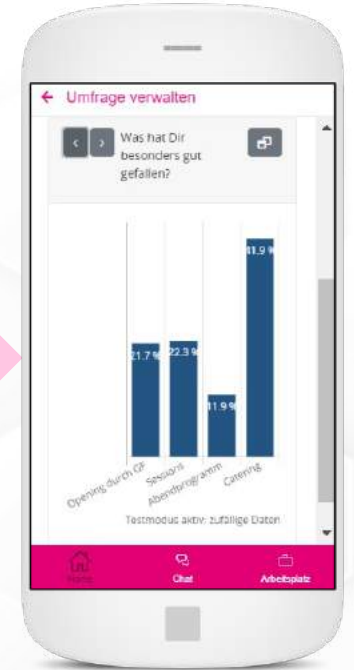 Umfrage verwalten
Was hat Dir
besonders gut
gefallen?
21.7 %
22.3 %
11.9 %
41.9 %
Opening durch GF
Sessions
Abendprogramm
Catering
Testmodus aktiv: zufällige Daten
Home
Chat
Arbeitsplatz